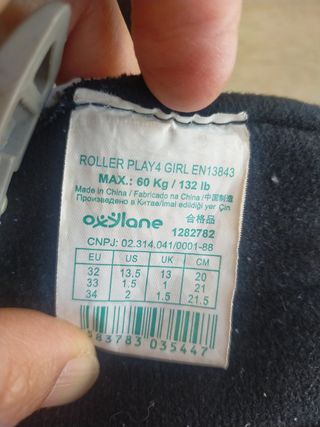 ROLLER PLAY4 GIRL EN13843
MAX.: 60 Kg / 132 lb
Made in China / Fabricado na China /中国制造
Произведено в Китае/imal edildiği yer Çin
oxylane 合格品
1282782
CNPJ: 02.314.041/0001-88
EU US UK CM
32 13.5 13 20
33 1.5 1 21
34 2 1.5 21.5
583783 035447